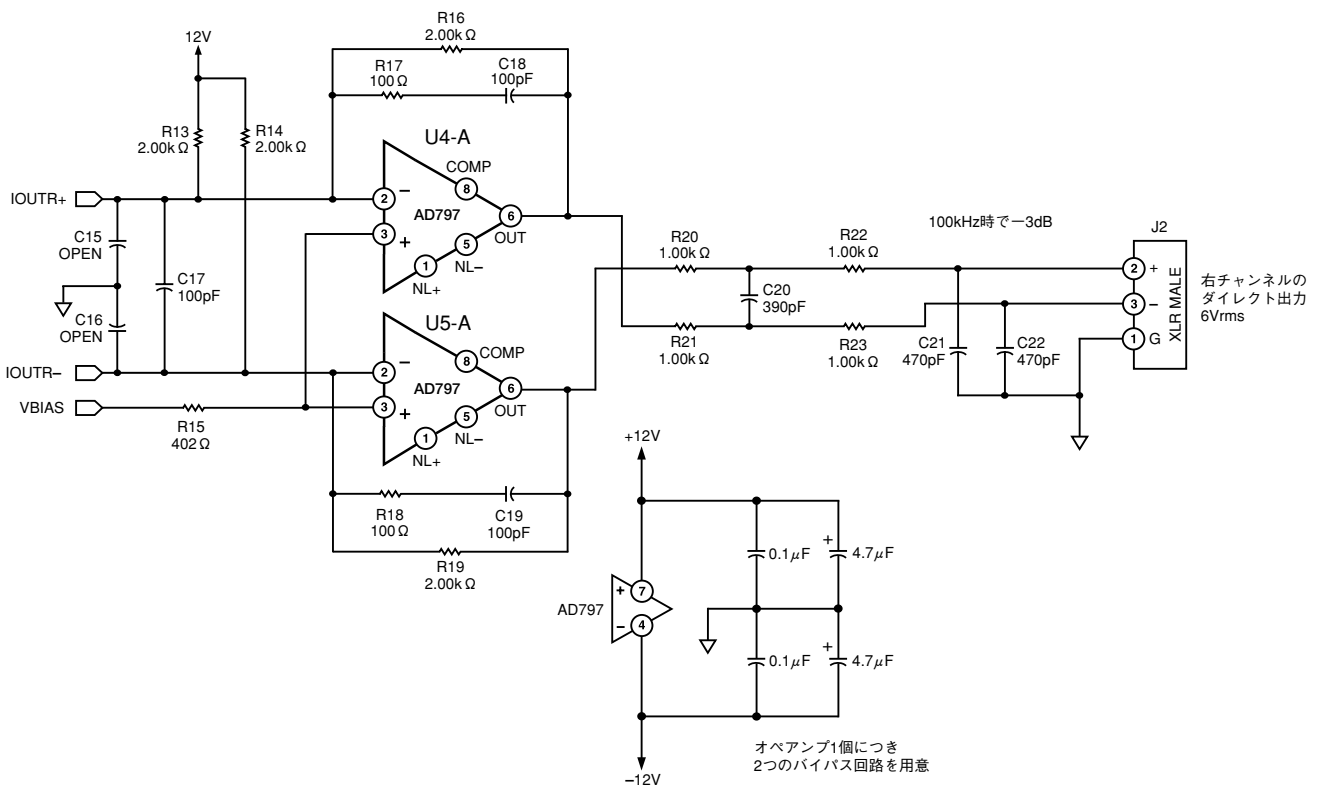 R16
2.00kΩ
12V
R17
100Ω
C18
100pF
R13
2.00kΩ
R14
2.00kΩ
U4-A
COMP
8
IOUTR+
2
−
AD797
6
OUT
3
+
5
NL−
1
NL+
C15
OPEN
C17
100pF
C16
OPEN
U5-A
COMP
8
IOUTR−
2
−
AD797
6
OUT
VBIAS
3
+
5
NL−
1
NL+
R15
402Ω
R18
100Ω
C19
100pF
R19
2.00kΩ
100kHz時で−3dB
R20
1.00kΩ
R22
1.00kΩ
C20
390pF
R21
1.00kΩ
R23
1.00kΩ
C21
470pF
C22
470pF
J2
2
+
3
−
1
G
XLR MALE
右チャンネルの
ダイレクト出力
6Vrms
+12V
0.1μF
+
4.7μF
AD797
+
7
−
4
0.1μF
+
4.7μF
−12V
オペアンプ1個につき
2つのバイパス回路を用意